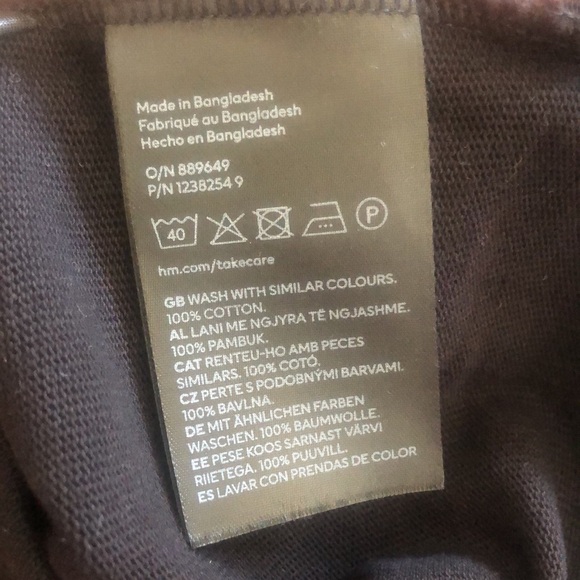 Made in Bangladesh
Fabriqué au Bangladesh
Hecho en Bangladesh
O/N 889649
P/N 1238254 9
40 P
hm.com/takecare
GB WASH WITH SIMILAR COLOURS.
100% COTTON.
AL LANI ME NGJYRA TË NGJASHME.
100% PAMBUK.
CAT RENTEU-HO AMB PECES
SIMILARS. 100% COTÓ.
CZ PERTE S PODOBNÝMI BARVAMI.
100% BAVLNA.
DE MIT ÄHNLICHEN FARBEN
WASCHEN. 100% BAUMWOLLE.
EE PESE KOOS SARNAST VÄRVI
RIIETEGA. 100% PUUVILL.
ES LAVAR CON PRENDAS DE COLOR